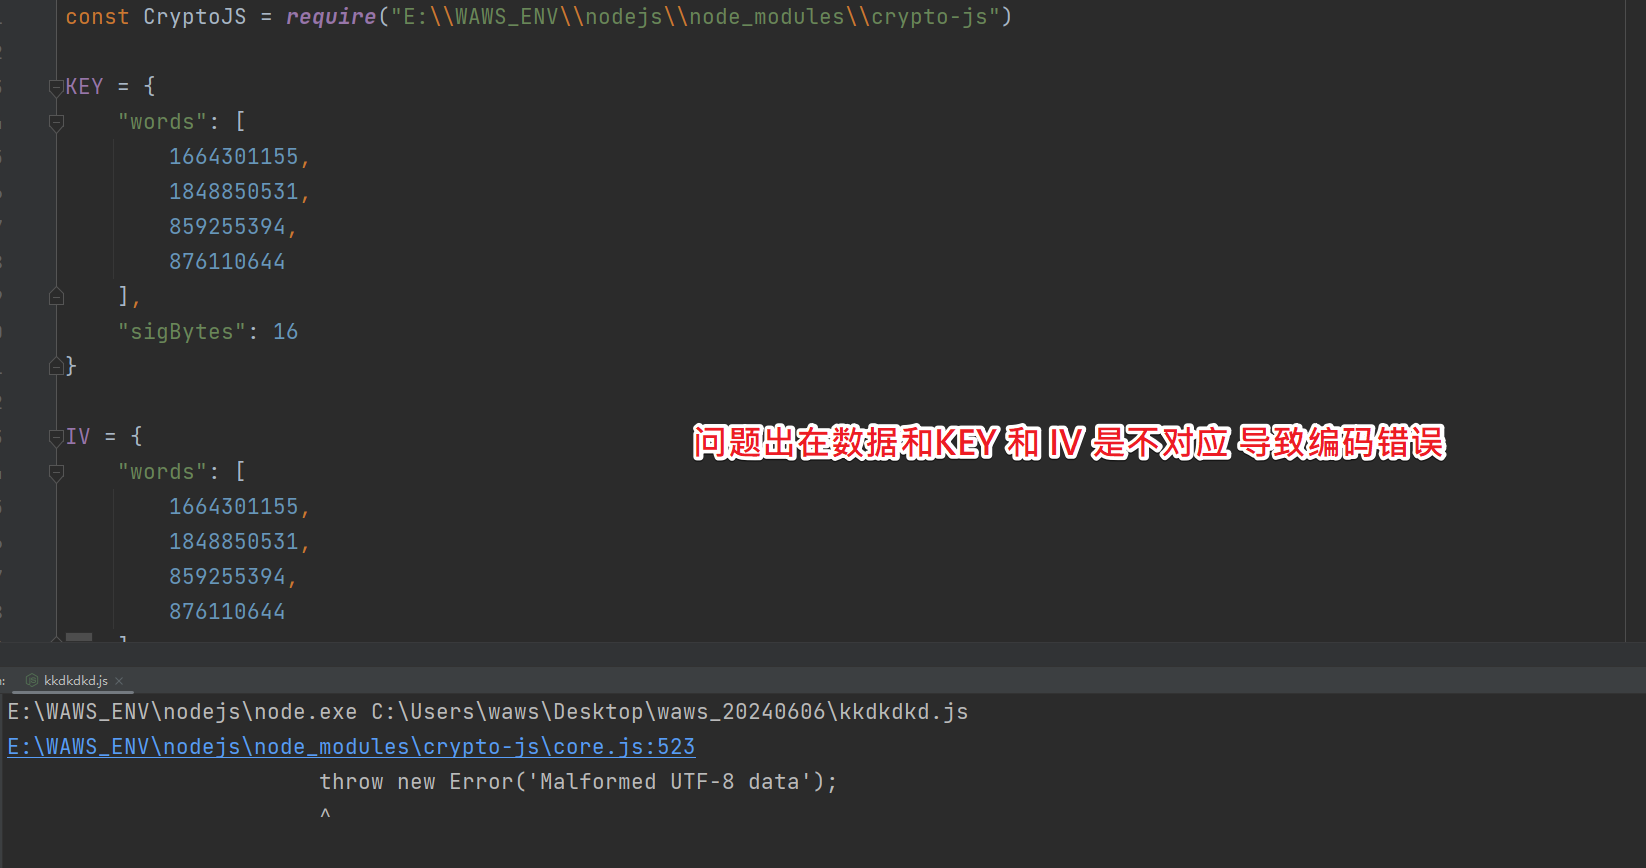 const CryptoJS = require("E:\\WAWS_ENV\\nodejs\\node_modules\\crypto-js")
KEY = {
"words": [
1664301155,
1848850531,
859255394,
876110644
],
"sigBytes": 16
}
IV = {
问题出在数据和KEY 和 IV 是不对应 导致编码错误
"words": [
1664301155,
1848850531,
859255394,
876110644
kkdkdkd.js
E:\WAWS_ENV\nodejs\node.exe C:\Users\waws\Desktop\waws_20240606\kkdkdkd.js
E:\WAWS_ENV\nodejs\node_modules\crypto-js\core.js:523
throw new Error('Malformed UTF-8 data');
^